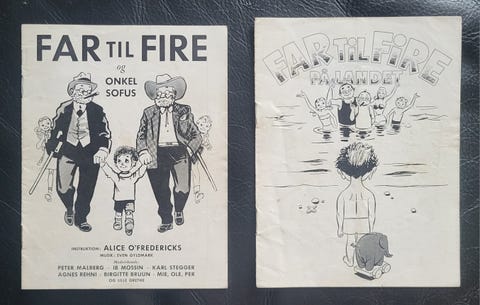 FAR TIL FIRE
og
ONKEL
SOFUS
INSTRUKTION: ALICE O'FREDERICKS
MUSIK: SVEN GYLDMARK
Medvirkende:
PETER MALBERG - IB MOSSIN - KARL STEGGER
AGNES REHNI - BIRGITTE BRUUN - MIE, OLE, PER
OG LILLE GRETHE
FAR TIL FIRE
PÅ LANDET